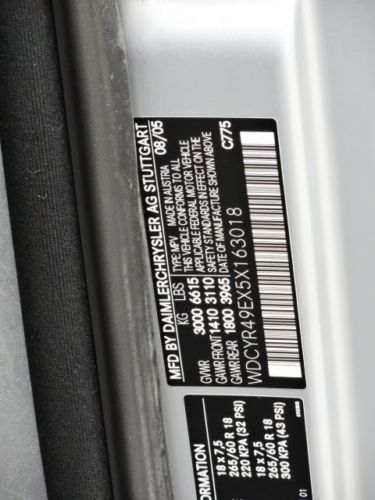 MFD BY DAIMLERCHRYSLER AG STUTTGART
KG LBS TYPE: MPV MADE IN AUSTRIA 08/05
GVWR 3000 6615 THIS VEHICLE CONFORMS TO ALL
APPLICABLE FEDERAL MOTOR VEHICLE
GAWR FRONT 1410 3110 SAFETY STANDARDS IN EFFECT ON
GAWR REAR 1800 3965 DATE OF MANUFACTURE SHOWN ABOVE C775
WDCYR49EX5X163018
INFORMATION
18 x 7,5
265/60 R 18
220 KPA (32 PSI)
18 x 7,5
265/60 R 18
300 KPA (43 PSI)
01